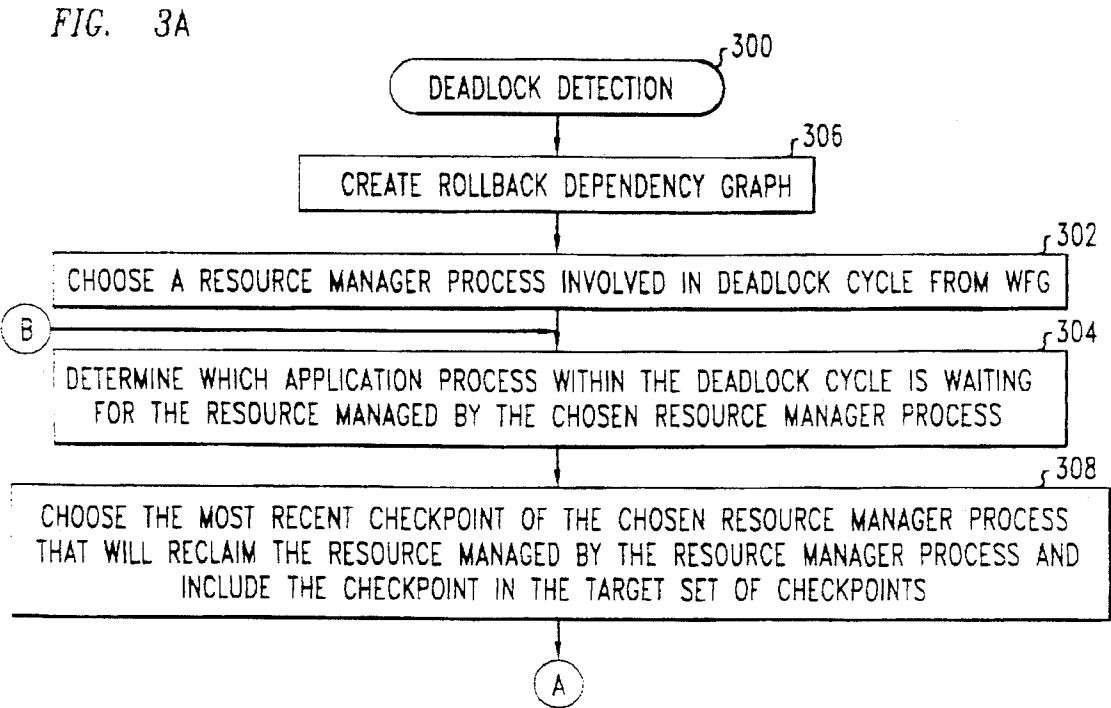 FIG. 3A
300
DEADLOCK DETECTION
306
CREATE ROLLBACK DEPENDENCY GRAPH
302
CHOOSE A RESOURCE MANAGER PROCESS INVOLVED IN DEADLOCK CYCLE FROM WFG
B
304
DETERMINE WHICH APPLICATION PROCESS WITHIN THE DEADLOCK CYCLE IS WAITING
FOR THE RESOURCE MANAGED BY THE CHOSEN RESOURCE MANAGER PROCESS
308
CHOOSE THE MOST RECENT CHECKPOINT OF THE CHOSEN RESOURCE MANAGER PROCESS
THAT WILL RECLAIM THE RESOURCE MANAGED BY THE RESOURCE MANAGER PROCESS AND
INCLUDE THE CHECKPOINT IN THE TARGET SET OF CHECKPOINTS
A